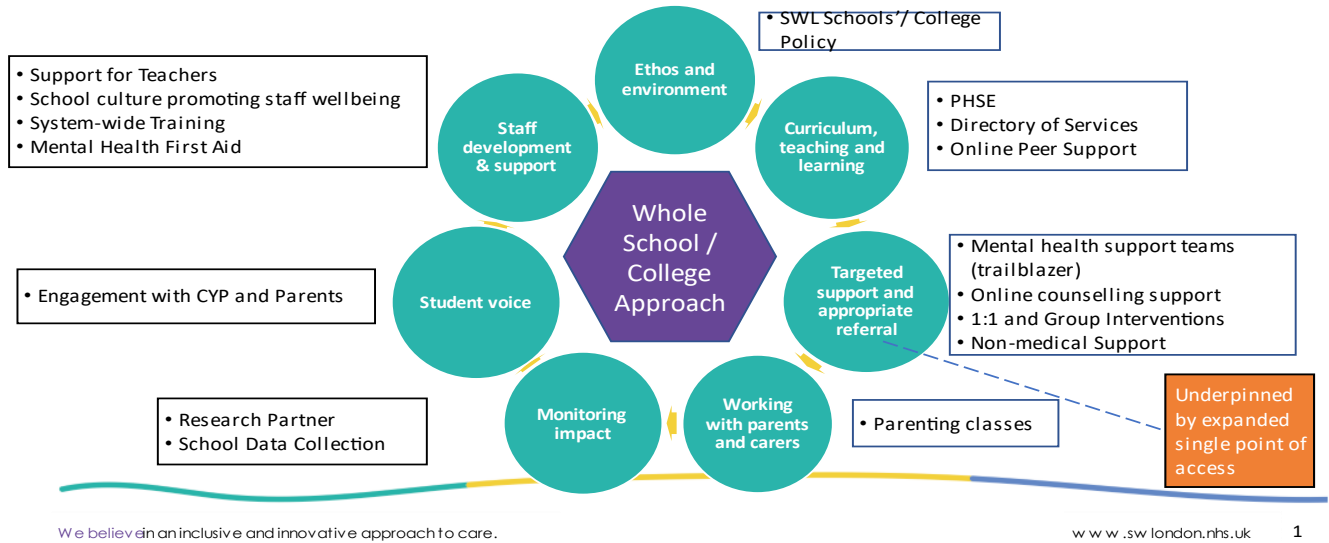 • SWL Schools'/ College
Policy
Ethos and
environment
• Support for Teachers
• School culture promoting staff wellbeing
• System-wide Training
• Mental Health First Aid
Staff
development
& support
Curriculum,
teaching and
learning
• PHSE
• Directory of Services
• Online Peer Support
Whole
School /
College
Approach
• Engagement with CYP and Parents
Student voice
Targeted
support and
appropriate
referral
• Mental health support teams
(trailblazer)
• Online counselling support
• 1:1 and Group Interventions
• Non-medical Support
• Research Partner
• School Data Collection
Monitoring
impact
Working
with parents
and carers
• Parenting classes
Underpinned
by expanded
single point of
access
We believe in an inclusive and innovative approach to care.
www.swlondon.nhs.uk
1